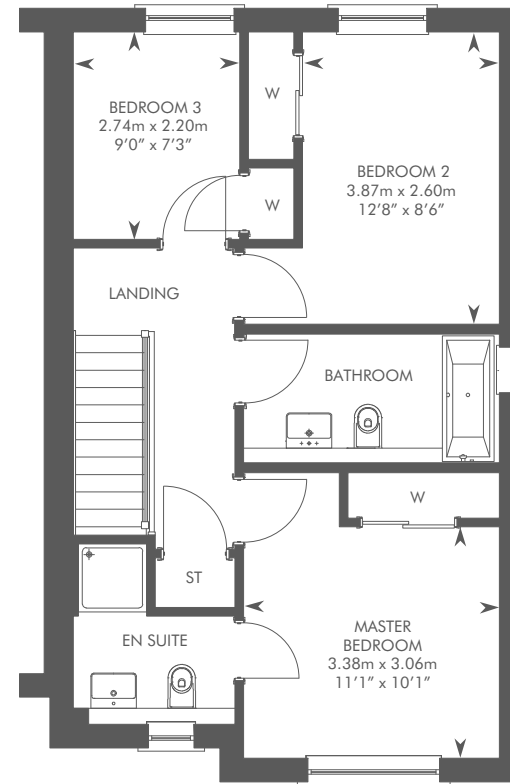 BEDROOM 3
2.74m x 2.20m
9’0” x 7’3”
W
W
BEDROOM 2
3.87m x 2.60m
12’8” x 8’6”
LANDING
BATHROOM
W
ST
EN SUITE
MASTER
BEDROOM
3.38m x 3.06m
11’1” x 10’1”